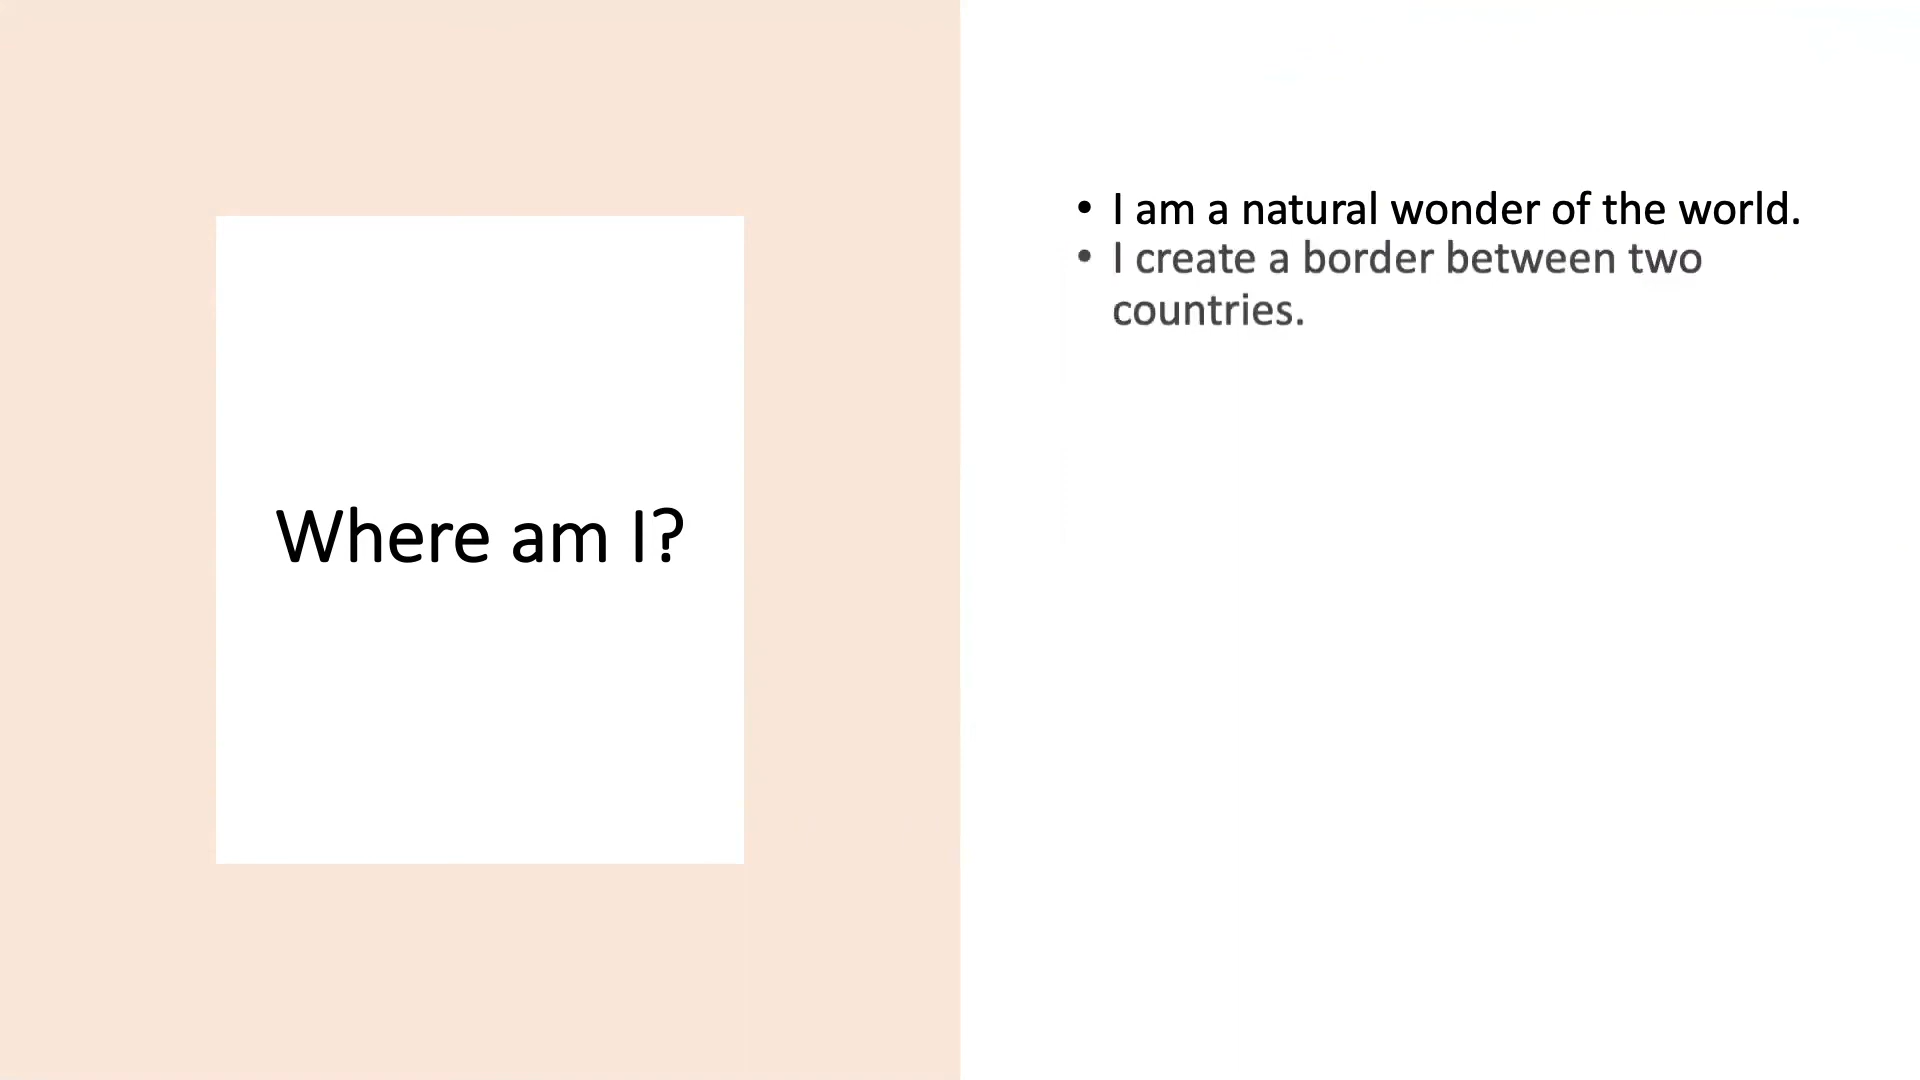 Where am I?
• I am a natural wonder of the world.
• I create a border between two
countries.